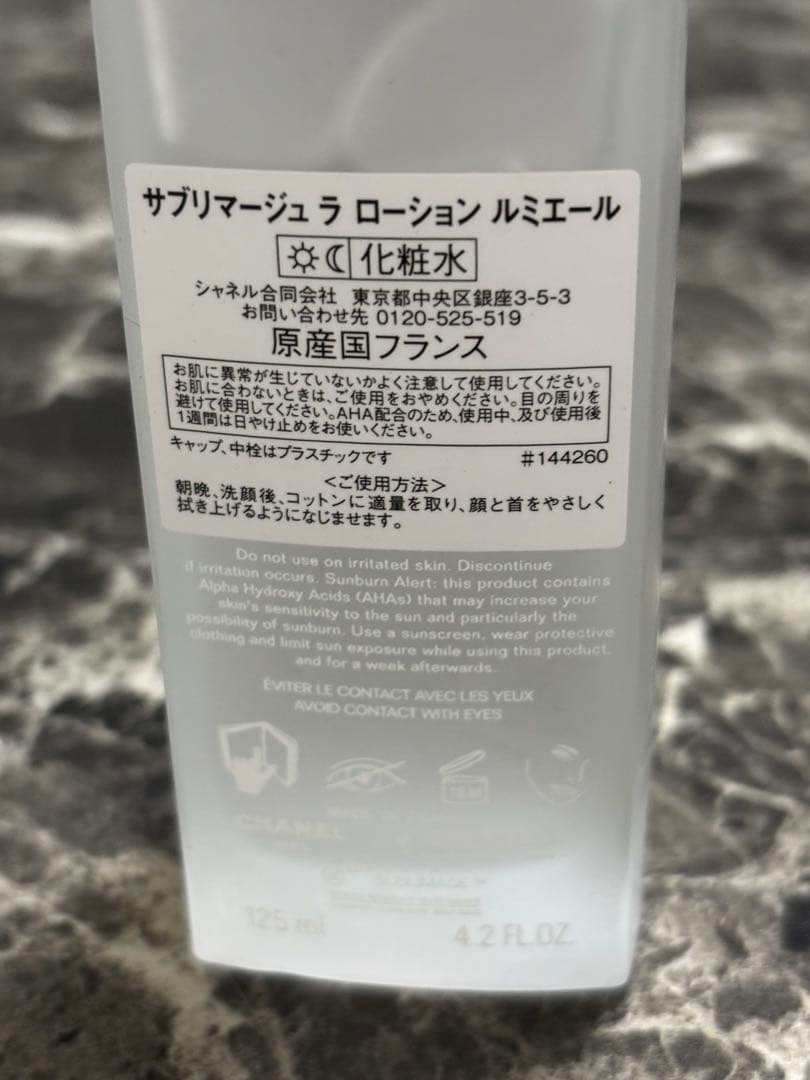 サブリマージュ ラ ローション ルミエール
化粧水
シャネル合同会社 東京都中央区銀座3-5-3
お問い合わせ先 0120-525-519
原産国フランス
お肌に異常が生じていないかよく注意して使用してください。
お肌に合わないときは、ご使用をおやめください。目の周りを
避けて使用してください。AHA配合のため、使用中、及び使用後
1週間は日やけ止めをお使いください。
キャップ、中栓はプラスチックです #144260
<ご使用方法>
朝晩、洗顔後、コットンに適量を取り、顔と首をやさしく
拭き上げるようになじませます。
Do not use on irritated skin. Discontinue
if irritation occurs. Sunburn Alert: this product contains
Alpha Hydroxy Acids (AHAs) that may increase your
skin's sensitivity to the sun and particularly the
possibility of sunburn. Use a sunscreen, wear protective
clothing and limit sun exposure while using this product,
and for a week afterwards.
ÉVITER LE CONTACT AVEC LES YEUX
AVOID CONTACT WITH EYES
CHANEL
125 ml 4.2 FL.OZ.